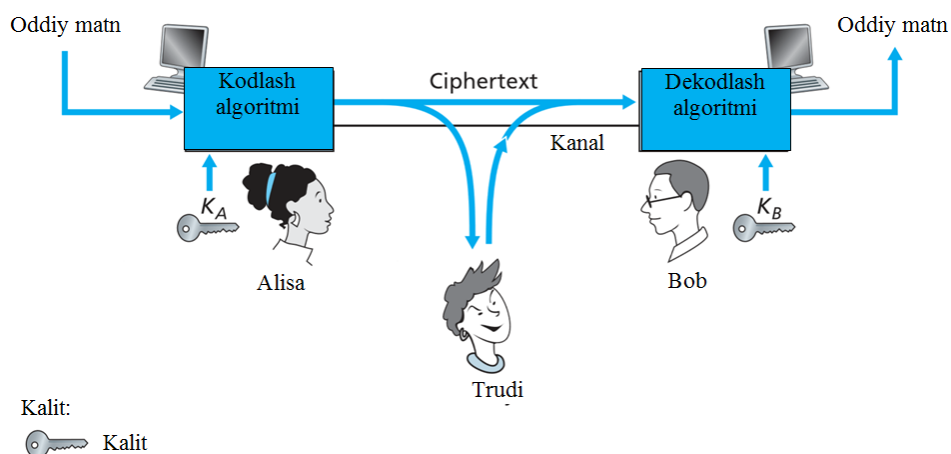 Oddiy matn
Oddiy matn
Kodlash
algoritmi
Ciphertext
Dekodlash
algoritmi
Kanal
KA
KB
Alisa
Bob
Trudi
Kalit:
Kalit